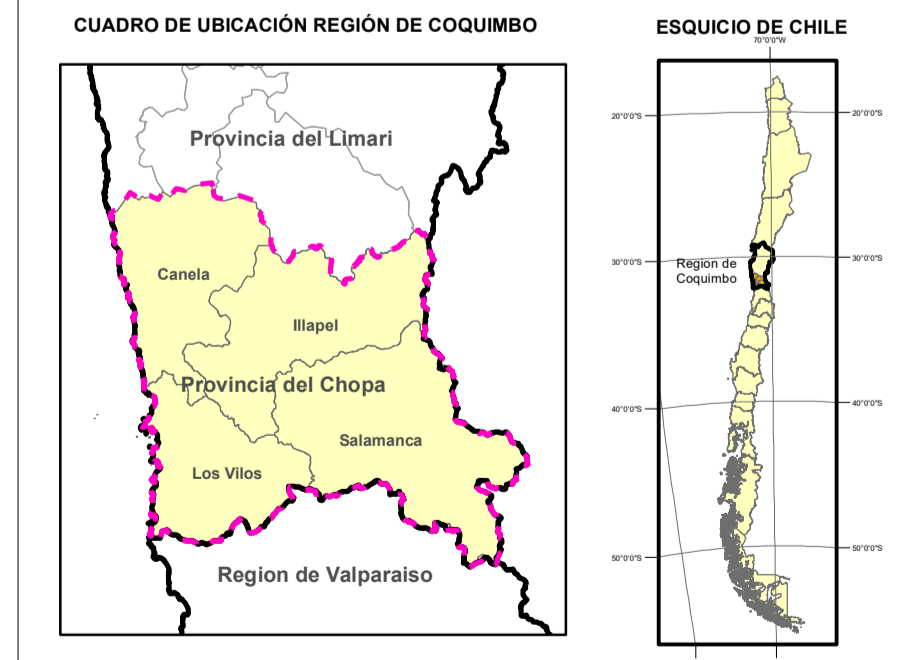 CUADRO DE UBICACIÓN REGIÓN DE COQUIMBO
Provincia del Limari
Canela
Illapel
Provincia del Chopa
Salamanca
Los Vilos
Region de Valparaiso
ESQUICIO DE CHILE
70°0'0"W
20°0'0"S
20°0'0"S
Region de
Coquimbo
30°0'0"S
30°0'0"S
40°0'0"S
40°0'0"S
50°0'0"S
50°0'0"S